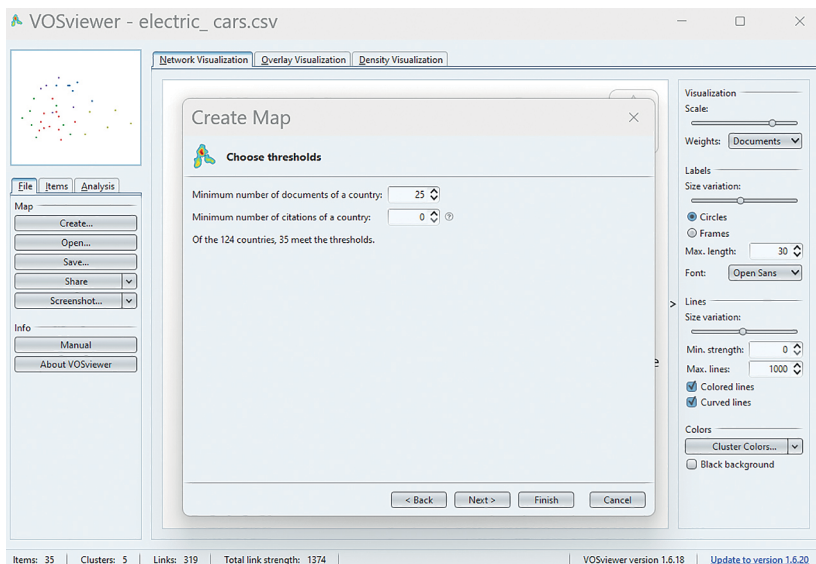 VOSviewer - electric_ cars.csv
Network Visualization Overlay Visualization Density Visualization
File Items Analysis
Map
Create...
Open...
Save...
Share
Screenshot...
Info
Manual
About VOSviewer
Create Map
Choose thresholds
Minimum number of documents of a country: 25
Minimum number of citations of a country: 0
Of the 124 countries, 35 meet the thresholds.
< Back Next > Finish Cancel
e
>
Visualization
Scale:
Weights: Documents
Labels
Size variation:
Circles
Frames
Max. length: 30
Font: Open Sans
Lines
Size variation:
Min. strength: 0
Max. lines: 1000
Colored lines
Curved lines
Colors
Cluster Colors...
Black background
Items: 35 Clusters: 5 Links: 319 Total link strength: 1374 VOSviewer version 1.6.18 Update to version 1.6.20